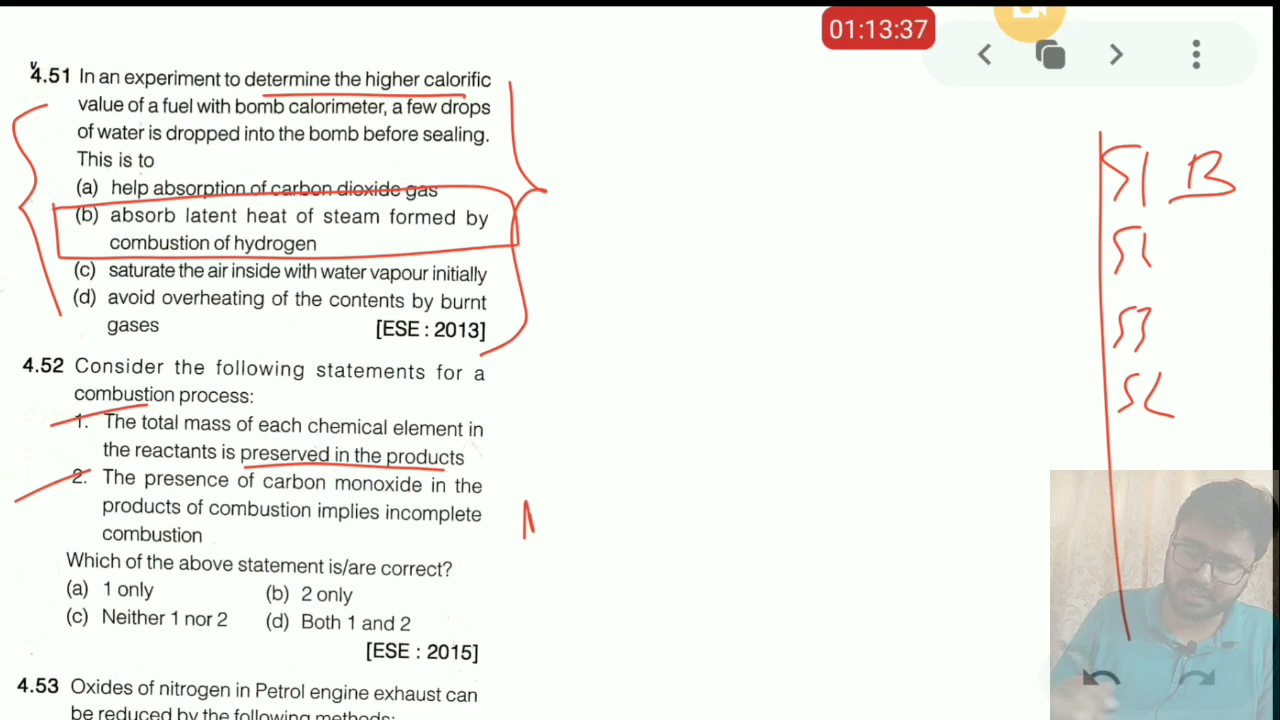 01:13:37
4.51 In an experiment to determine the higher calorific
value of a fuel with bomb calorimeter, a few drops
of water is dropped into the bomb before sealing.
This is to
(a) help absorption of carbon dioxide gas
(b) absorb latent heat of steam formed by
combustion of hydrogen
(c) saturate the air inside with water vapour initially
(d) avoid overheating of the contents by burnt
gases [ESE : 2013]
4.52 Consider the following statements for a
combustion process:
1. The total mass of each chemical element in
the reactants is preserved in the products
2. The presence of carbon monoxide in the
products of combustion implies incomplete
combustion
Which of the above statement is/are correct?
(a) 1 only (b) 2 only
(c) Neither 1 nor 2 (d) Both 1 and 2
[ESE : 2015]
4.53 Oxides of nitrogen in Petrol engine exhaust can
be reduced by the following methods:
51 B
53